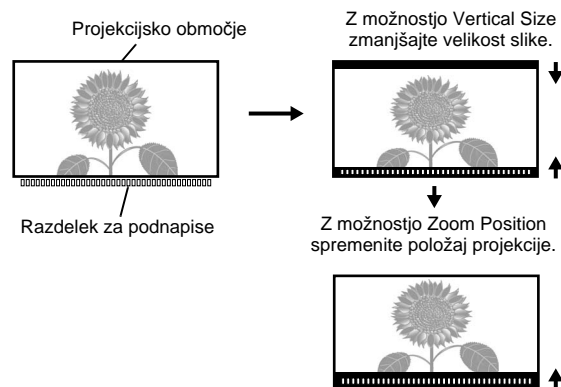 Projekcijsko območje
Razdelek za podnapise
Z možnostjo Vertical Size
zmanjšajte velikost slike.
Z možnostjo Zoom Position
spremenite položaj projekcije.